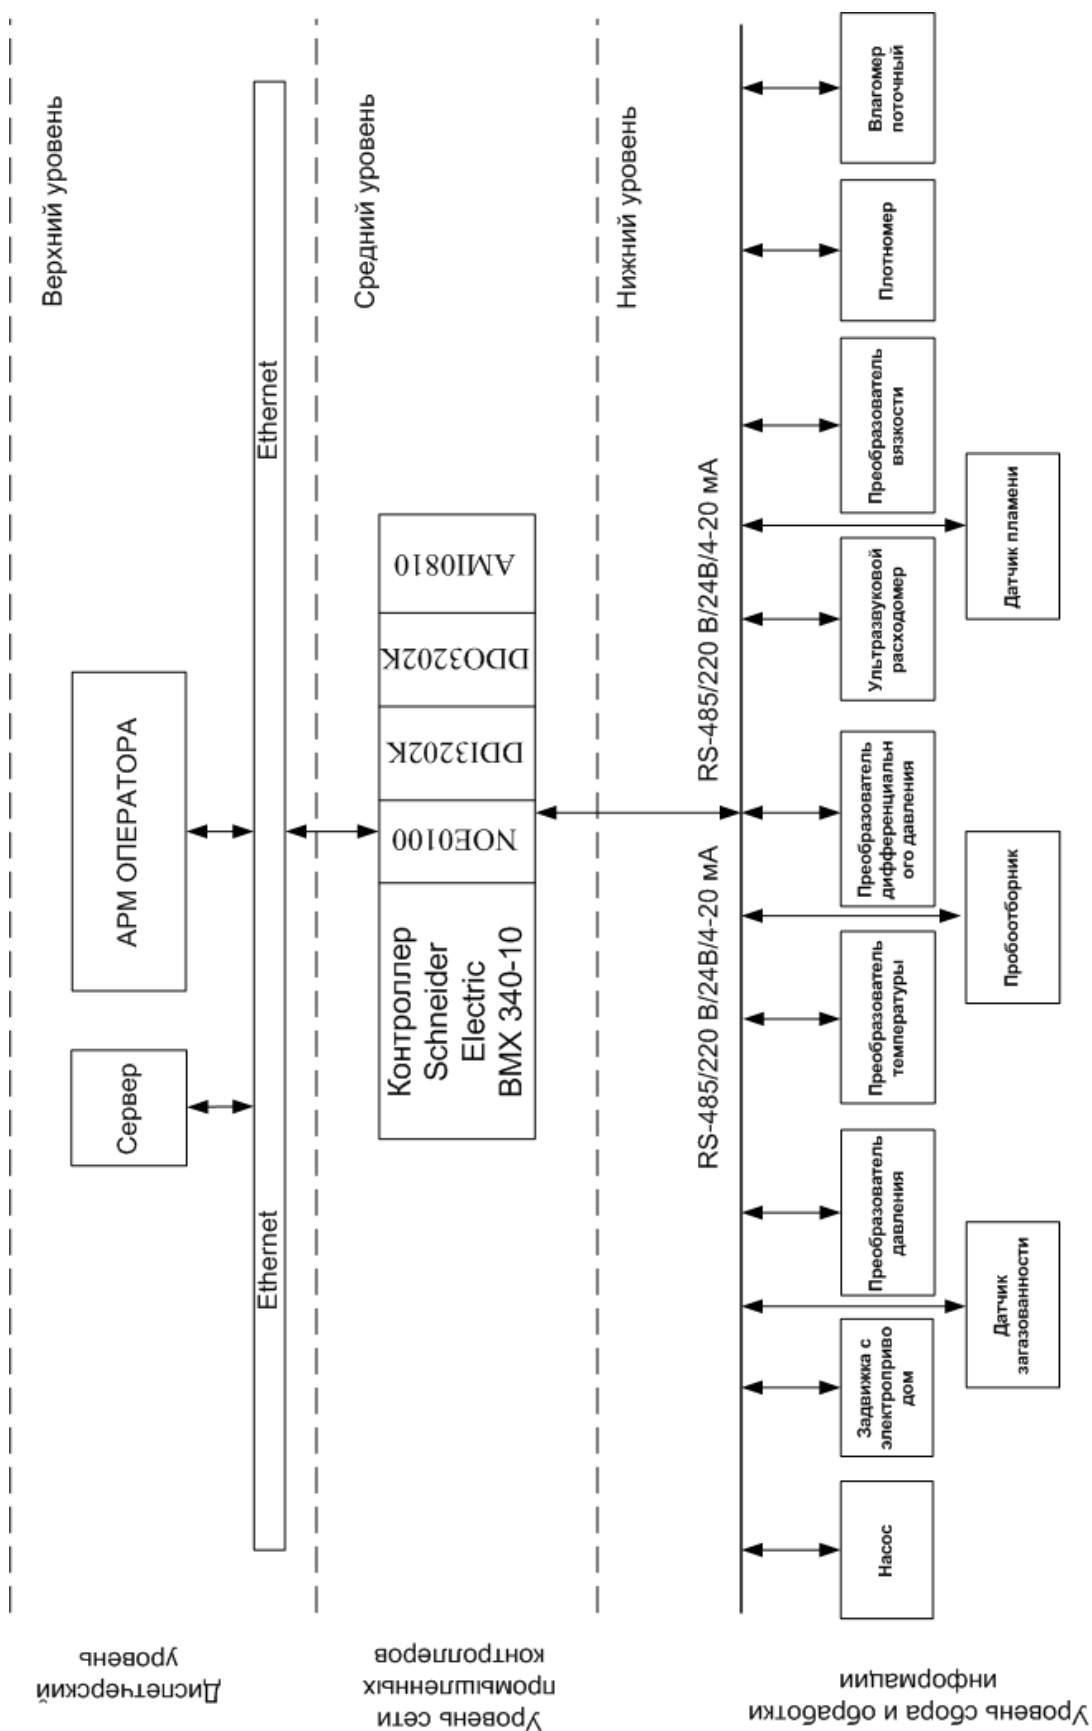 Диспетчерский
уровень
Верхний уровень
Сервер
АРМ ОПЕРАТОРА
Ethernet
Ethernet
Уровень сети
промышленных
контроллеров
Средний уровень
Контроллер
Schneider
Electric
BMX 340-10
NOE0100
DDI3202K
DDO3202K
AMI0810
Уровень сбора и обработки
информации
Нижний уровень
RS-485/220 В/24В/4-20 мА
RS-485/220 В/24В/4-20 мА
Насос
Задвижка с
электроприво
дом
Преобразователь
давления
Преобразователь
температуры
Преобразователь
дифференциальн
ого давления
Ультразвуковой
расходомер
Преобразователь
вязкости
Плотномер
Влагомер
поточный
Датчик
загазованности
Пробоотборник
Датчик пламени